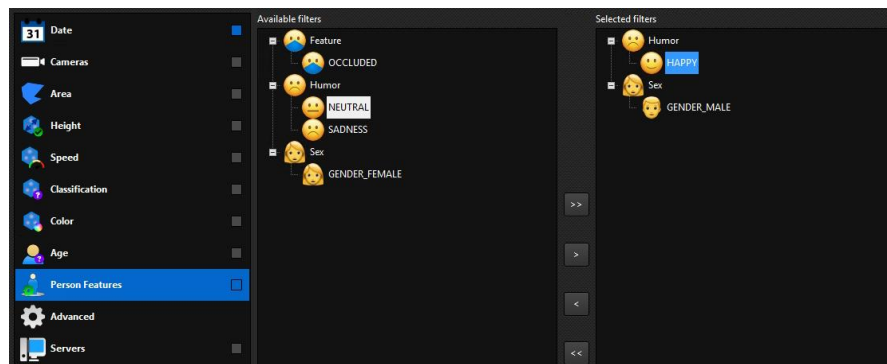 31 Date
Cameras
Area
Height
Speed
Classification
Color
Age
Person Features
Advanced
Servers
Available filters
Feature
OCCLUDED
Humor
NEUTRAL
SADNESS
Sex
GENDER_FEMALE
>>
>
<
<<
Selected filters
Humor
HAPPY
Sex
GENDER_MALE